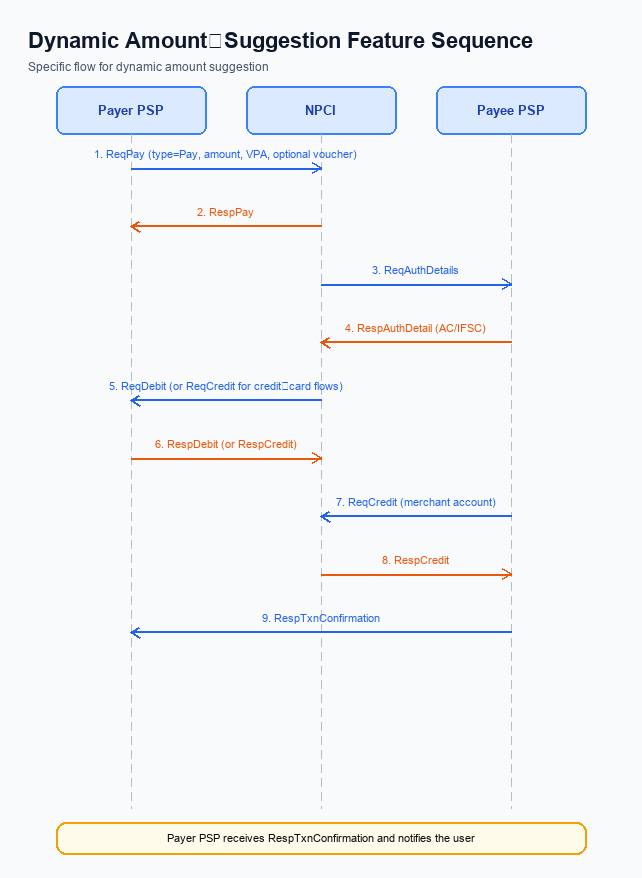 Dynamic Amount□Suggestion Feature Sequence
Specific flow for dynamic amount suggestion
Payer PSP
NPCI
Payee PSP
1. ReqPay (type=Pay, amount, VPA, optional voucher)
2. RespPay
3. ReqAuthDetails
4. RespAuthDetail (AC/IFSC)
5. ReqDebit (or ReqCredit for credit□card flows)
6. RespDebit (or RespCredit)
7. ReqCredit (merchant account)
8. RespCredit
9. RespTxnConfirmation
Payer PSP receives RespTxnConfirmation and notifies the user